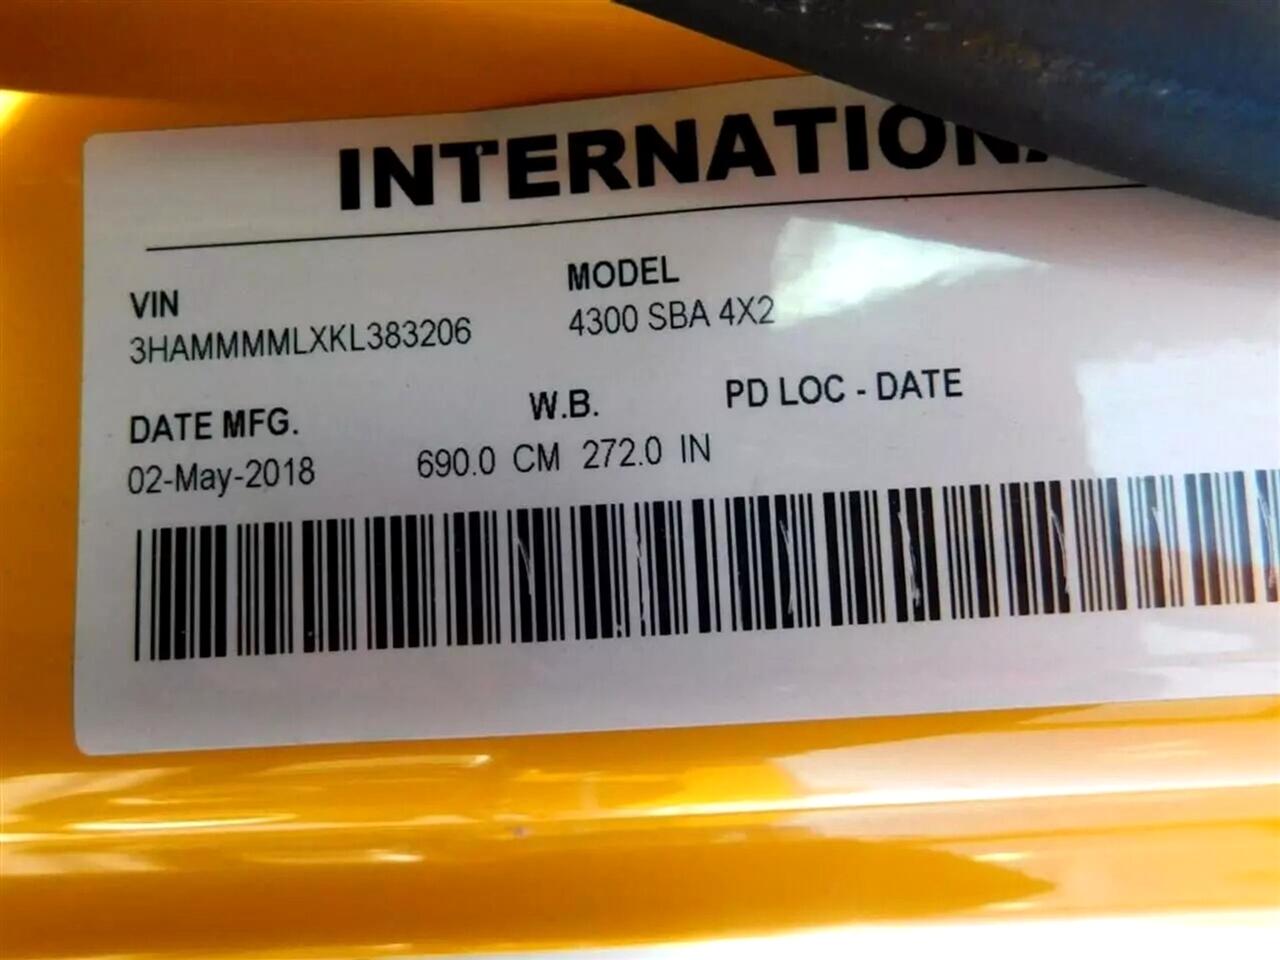 INTERNATIONA
VIN
3HAMMMMLXKL383206
MODEL
4300 SBA 4X2
DATE MFG.
02-May-2018
W.B.
690.0 CM 272.0 IN
PD LOC - DATE